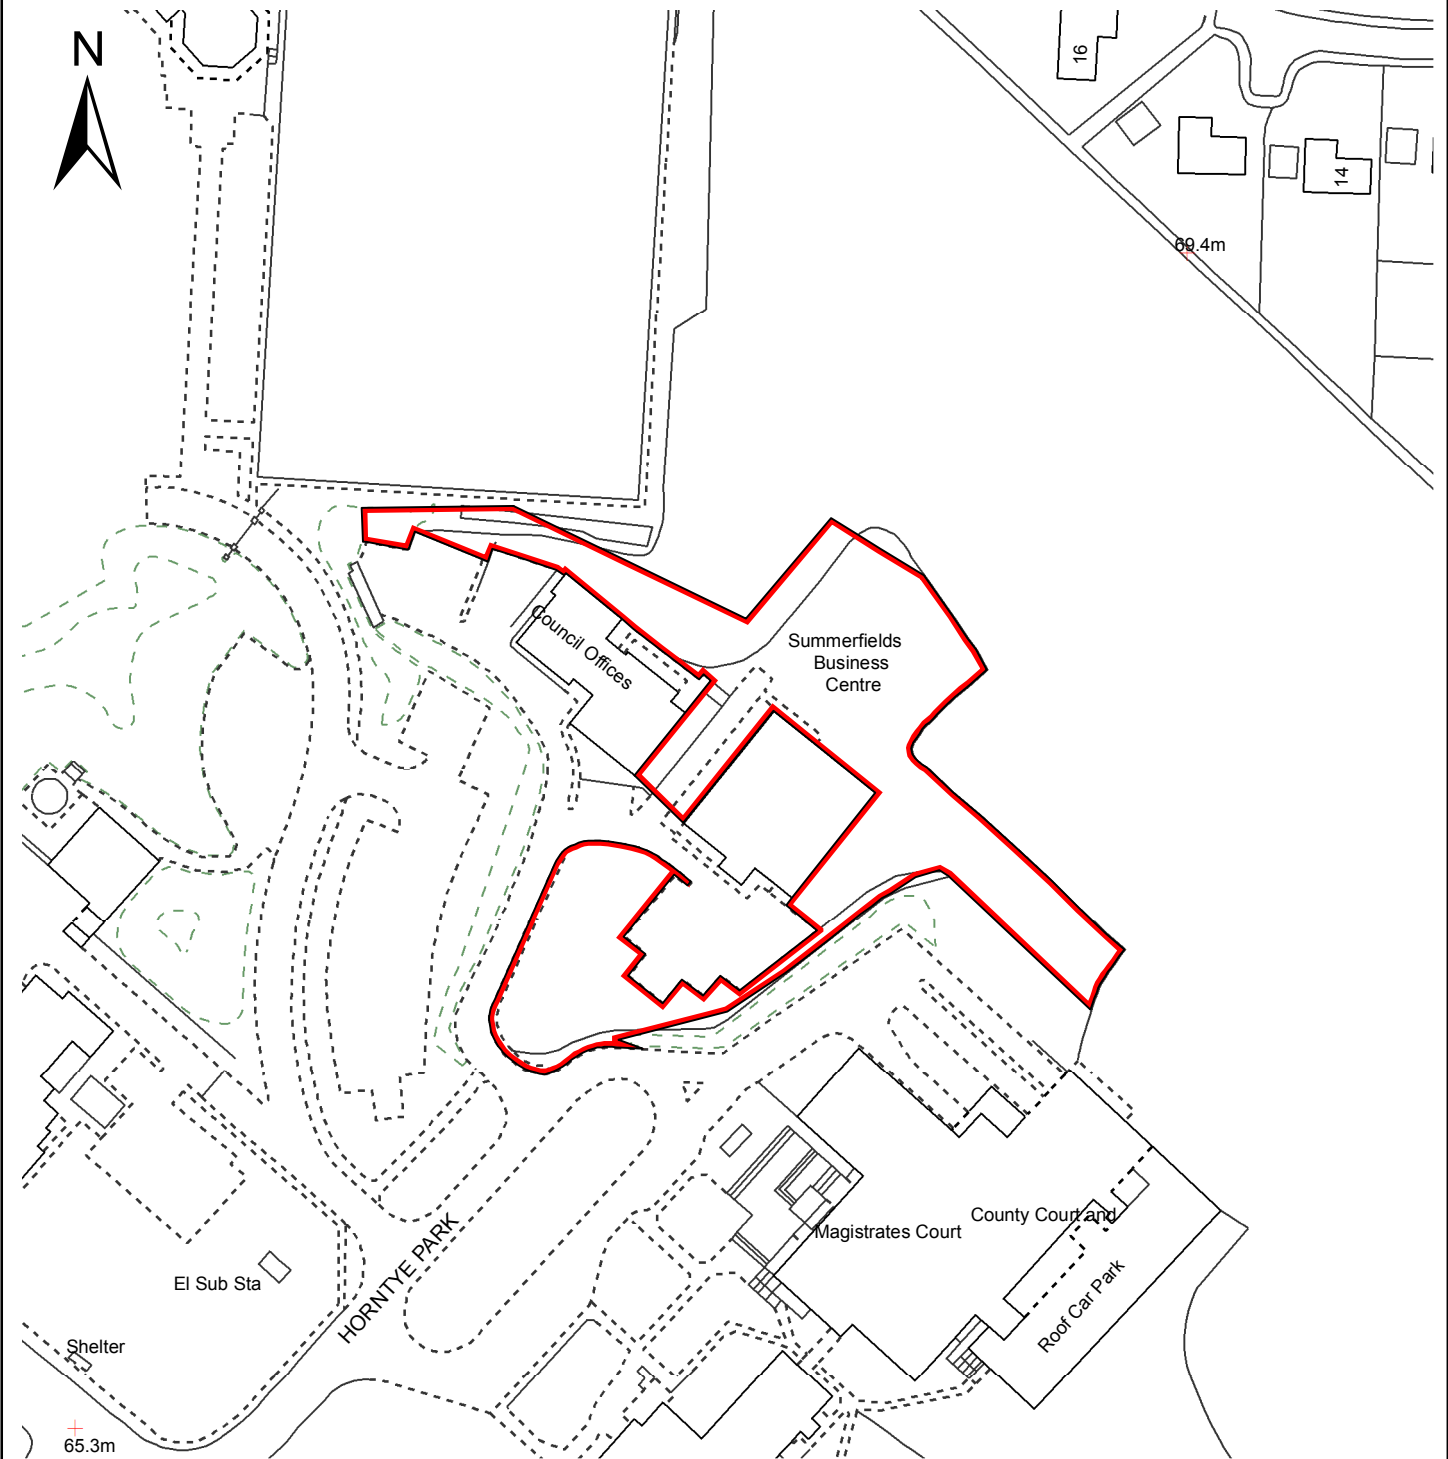 N
16
14
69.4m
Council Offices
Summerfields
Business
Centre
County Court and
Magistrates Court
El Sub Sta
HORNTYE PARK
Roof Car Park
Shelter
65.3m